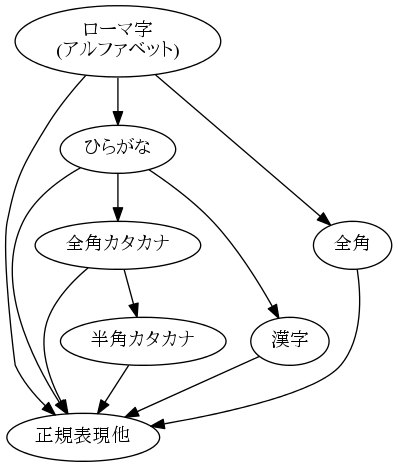 ローマ字
(アルファベット)
ひらがな
全角カタカナ
全角
半角カタカナ
漢字
正規表現他